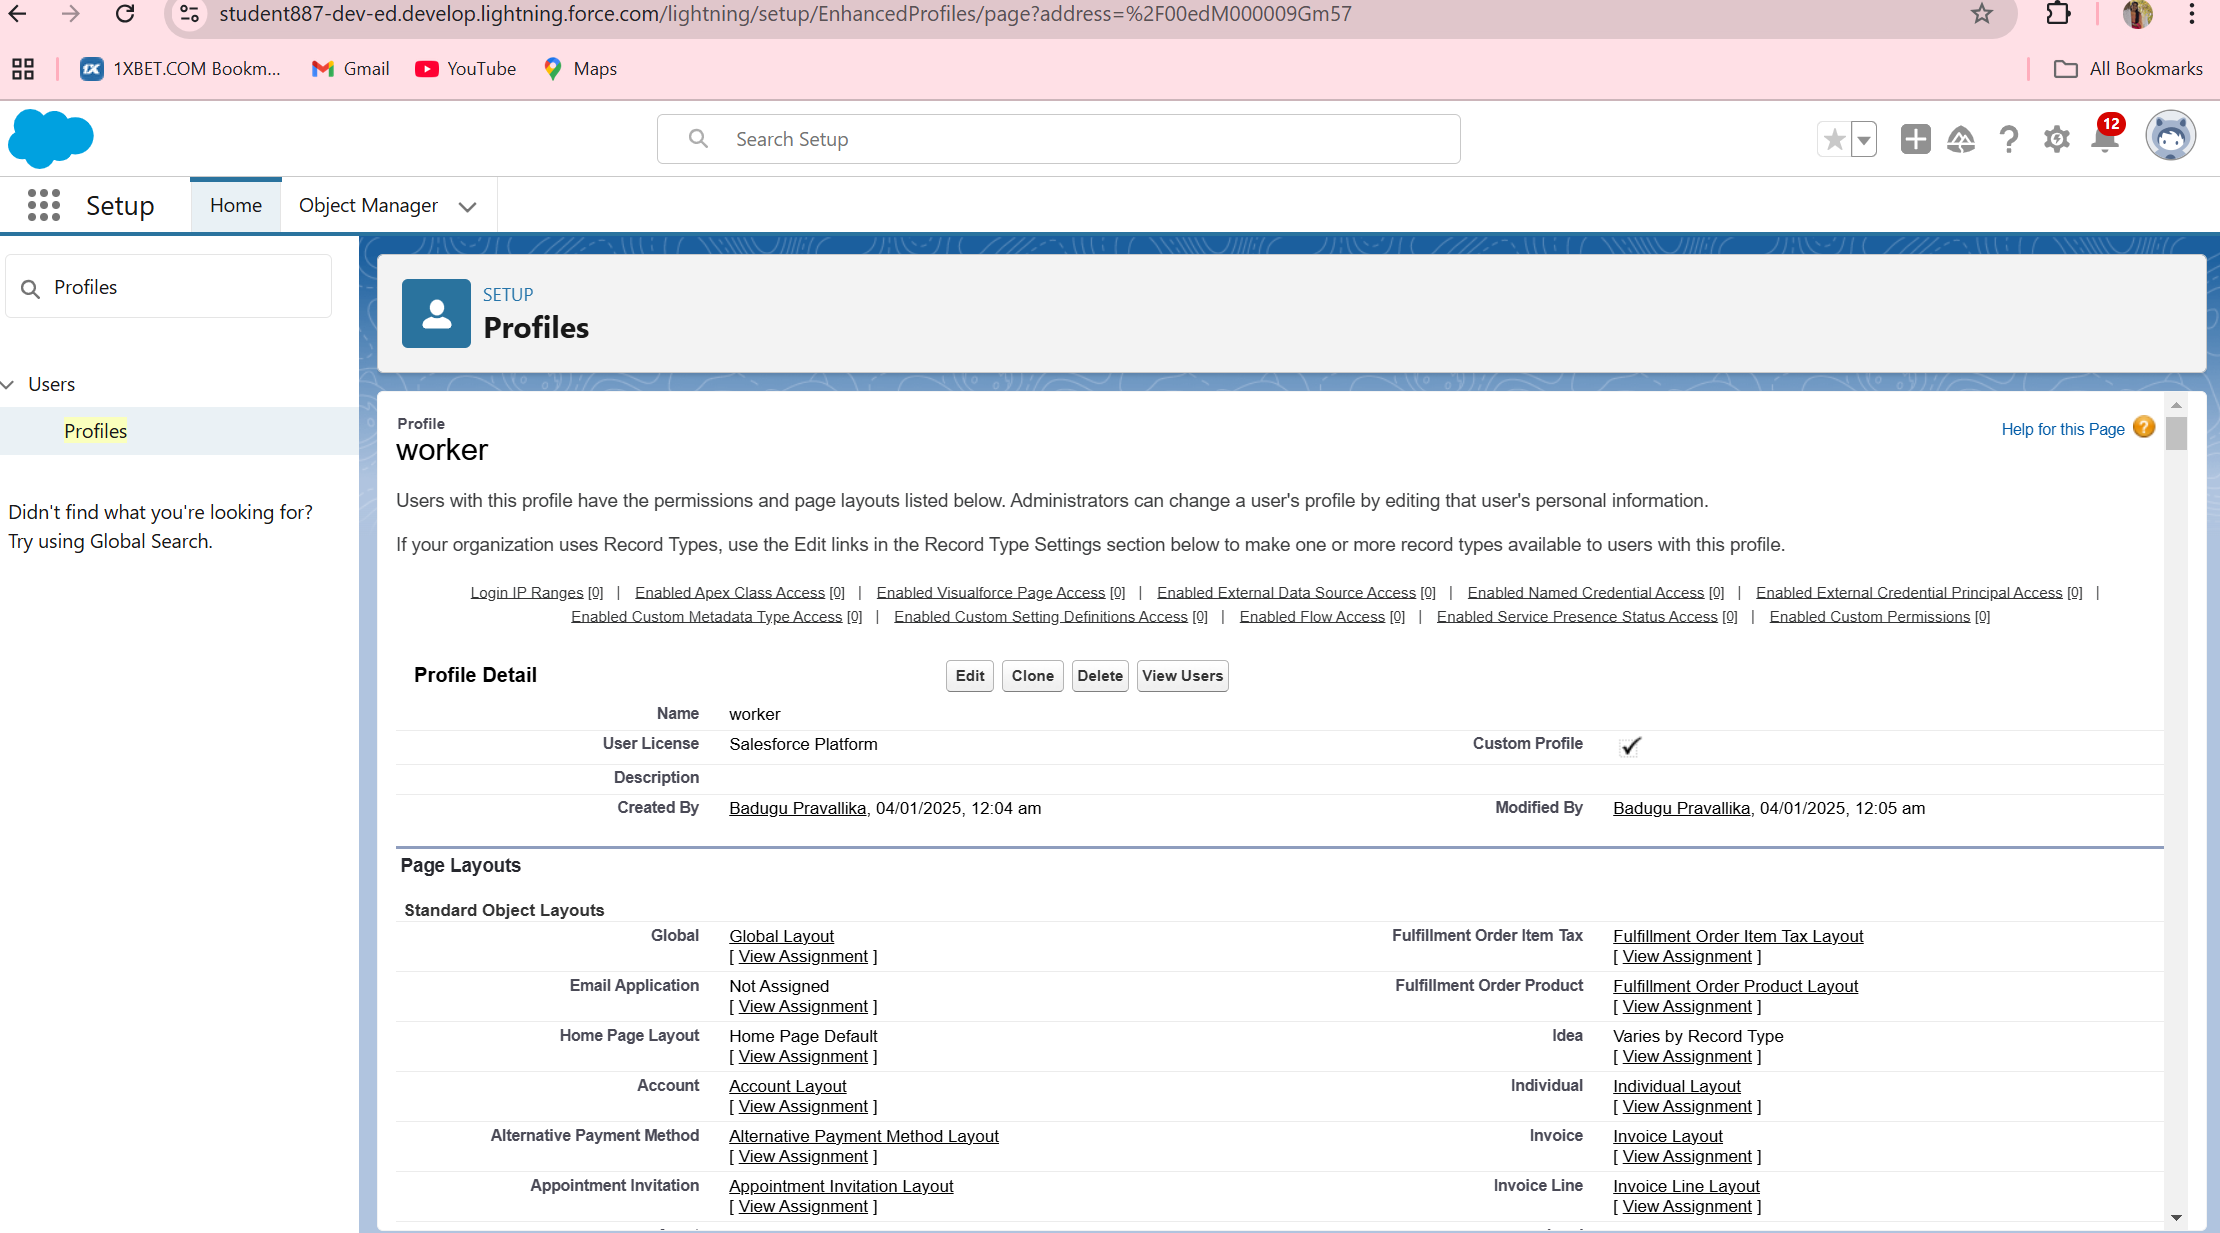 student887-dev-ed.develop.lightning.force.com/lightning/setup/EnhancedProfiles/page?address=%2F00edM000009Gm57
1XBET.COM Bookm... Gmail YouTube Maps All Bookmarks
Search Setup 12
Setup Home Object Manager
Profiles
Users
Profiles
Didn't find what you're looking for?
Try using Global Search.
SETUP
Profiles
Profile
worker
Help for this Page ?
Users with this profile have the permissions and page layouts listed below. Administrators can change a user's profile by editing that user's personal information.
If your organization uses Record Types, use the Edit links in the Record Type Settings section below to make one or more record types available to users with this profile.
Login IP Ranges [0] | Enabled Apex Class Access [0] | Enabled Visualforce Page Access [0] | Enabled External Data Source Access [0] | Enabled Named Credential Access [0] | Enabled External Credential Principal Access [0] |
Enabled Custom Metadata Type Access [0] | Enabled Custom Setting Definitions Access [0] | Enabled Flow Access [0] | Enabled Service Presence Status Access [0] | Enabled Custom Permissions [0]
Profile Detail Edit Clone Delete View Users
Name worker
User License Salesforce Platform Custom Profile
Description
Created By Badugu Pravallika, 04/01/2025, 12:04 am Modified By Badugu Pravallika, 04/01/2025, 12:05 am
Page Layouts
Standard Object Layouts
Global Global Layout Fulfillment Order Item Tax Fulfillment Order Item Tax Layout
[ View Assignment ] [ View Assignment ]
Email Application Not Assigned Fulfillment Order Product Fulfillment Order Product Layout
[ View Assignment ] [ View Assignment ]
Home Page Layout Home Page Default Idea Varies by Record Type
[ View Assignment ] [ View Assignment ]
Account Account Layout Individual Individual Layout
[ View Assignment ] [ View Assignment ]
Alternative Payment Method Alternative Payment Method Layout Invoice Invoice Layout
[ View Assignment ] [ View Assignment ]
Appointment Invitation Appointment Invitation Layout Invoice Line Invoice Line Layout
[ View Assignment ] [ View Assignment ]